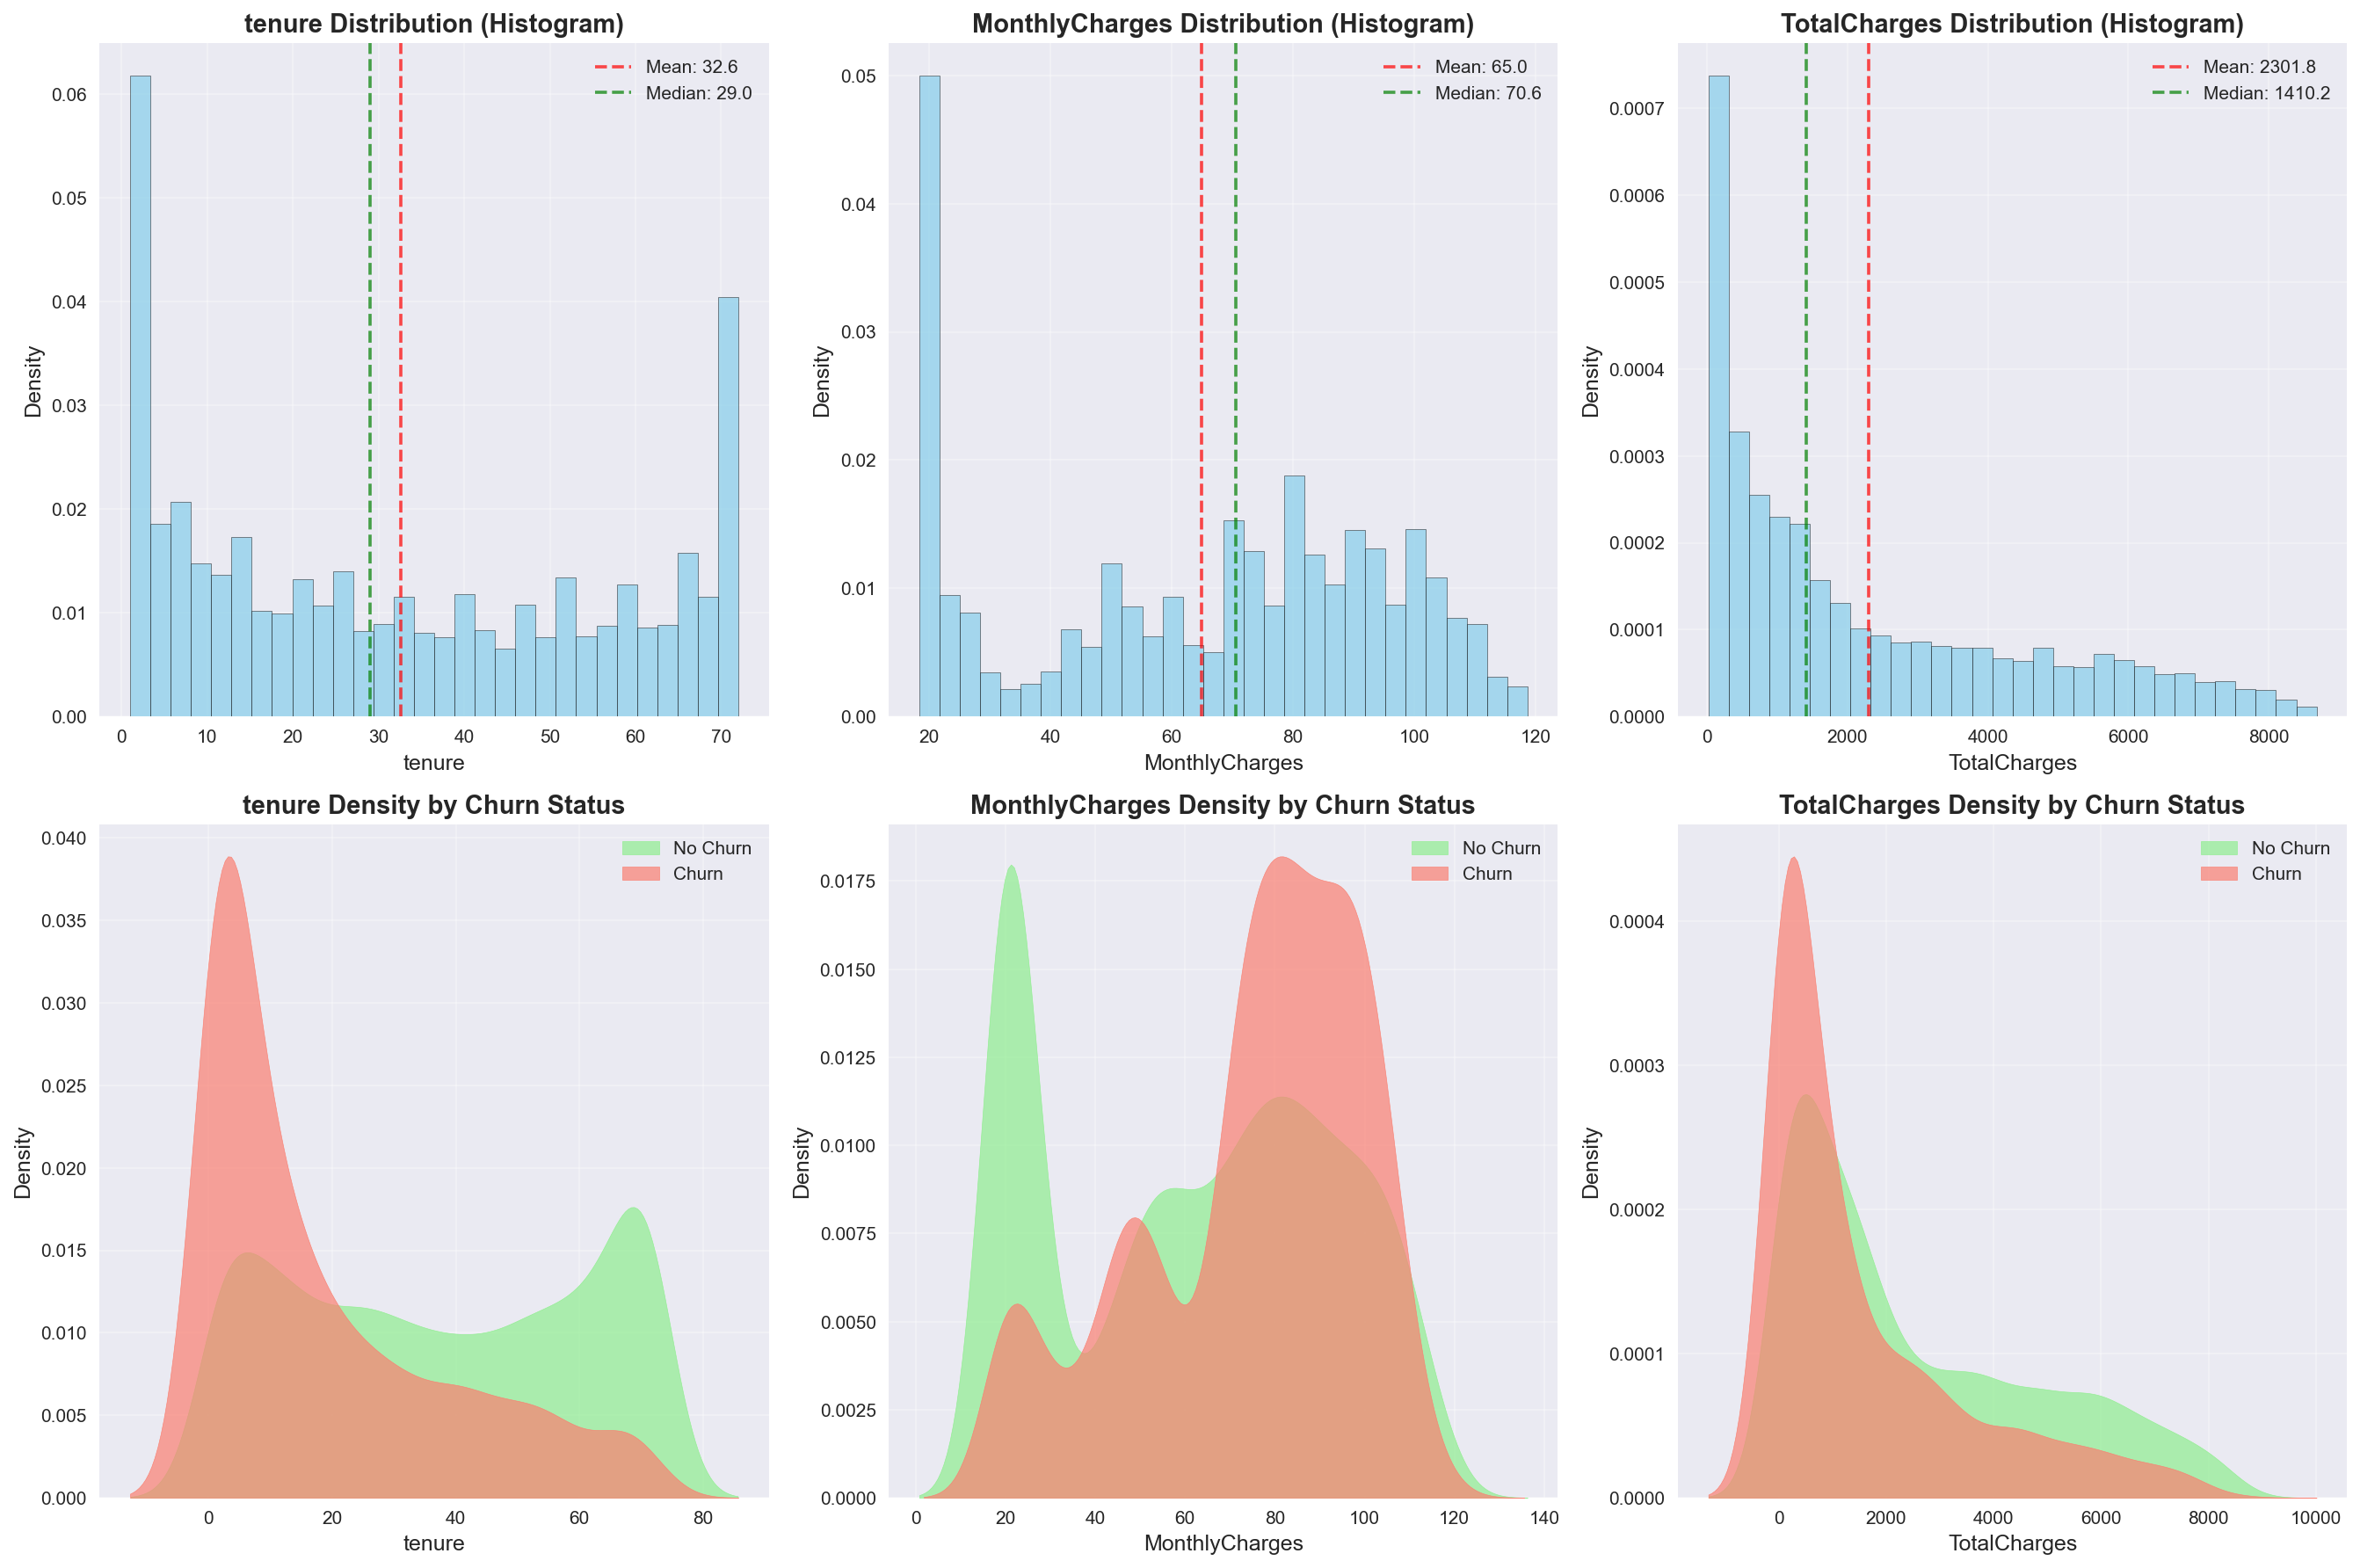 tenure Distribution (Histogram)
Mean: 32.6
Median: 29.0
0.06
0.05
0.04
0.03
0.02
0.01
0.00
Density
0 10 20 30 40 50 60 70
tenure
MonthlyCharges Distribution (Histogram)
Mean: 65.0
Median: 70.6
0.05
0.04
0.03
0.02
0.01
0.00
Density
20 40 60 80 100 120
MonthlyCharges
TotalCharges Distribution (Histogram)
Mean: 2301.8
Median: 1410.2
0.0007
0.0006
0.0005
0.0004
0.0003
0.0002
0.0001
0.0000
Density
0 2000 4000 6000 8000
TotalCharges
tenure Density by Churn Status
No Churn
Churn
0.040
0.035
0.030
0.025
0.020
0.015
0.010
0.005
0.000
Density
0 20 40 60 80
tenure
MonthlyCharges Density by Churn Status
No Churn
Churn
0.0175
0.0150
0.0125
0.0100
0.0075
0.0050
0.0025
0.0000
Density
0 20 40 60 80 100 120 140
MonthlyCharges
TotalCharges Density by Churn Status
No Churn
Churn
0.0004
0.0003
0.0002
0.0001
0.0000
Density
0 2000 4000 6000 8000 10000
TotalCharges